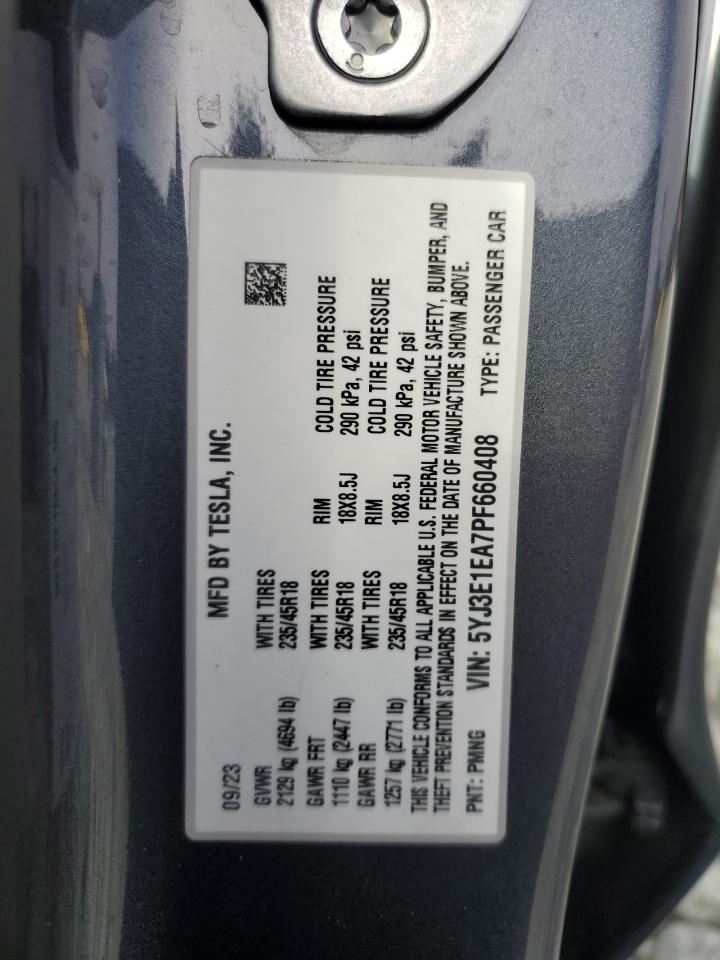 09/23 MFD BY TESLA, INC.
GVWR WITH TIRES
2129 kg (4694 lb) 235/45R18
GAWR FRT WITH TIRES RIM COLD TIRE PRESSURE
1110 kg (2447 lb) 235/45R18 18X8.5J 290 kPa, 42 psi
GAWR RR WITH TIRES RIM COLD TIRE PRESSURE
1257 kg (2771 lb) 235/45R18 18X8.5J 290 kPa, 42 psi
THIS VEHICLE CONFORMS TO ALL APPLICABLE U.S. FEDERAL MOTOR VEHICLE SAFETY, BUMPER, AND
THEFT PREVENTION STANDARDS IN EFFECT ON THE DATE OF MANUFACTURE SHOWN ABOVE.
PNT: PMNG VIN: 5YJ3E1EA7PF660408 TYPE: PASSENGER CAR